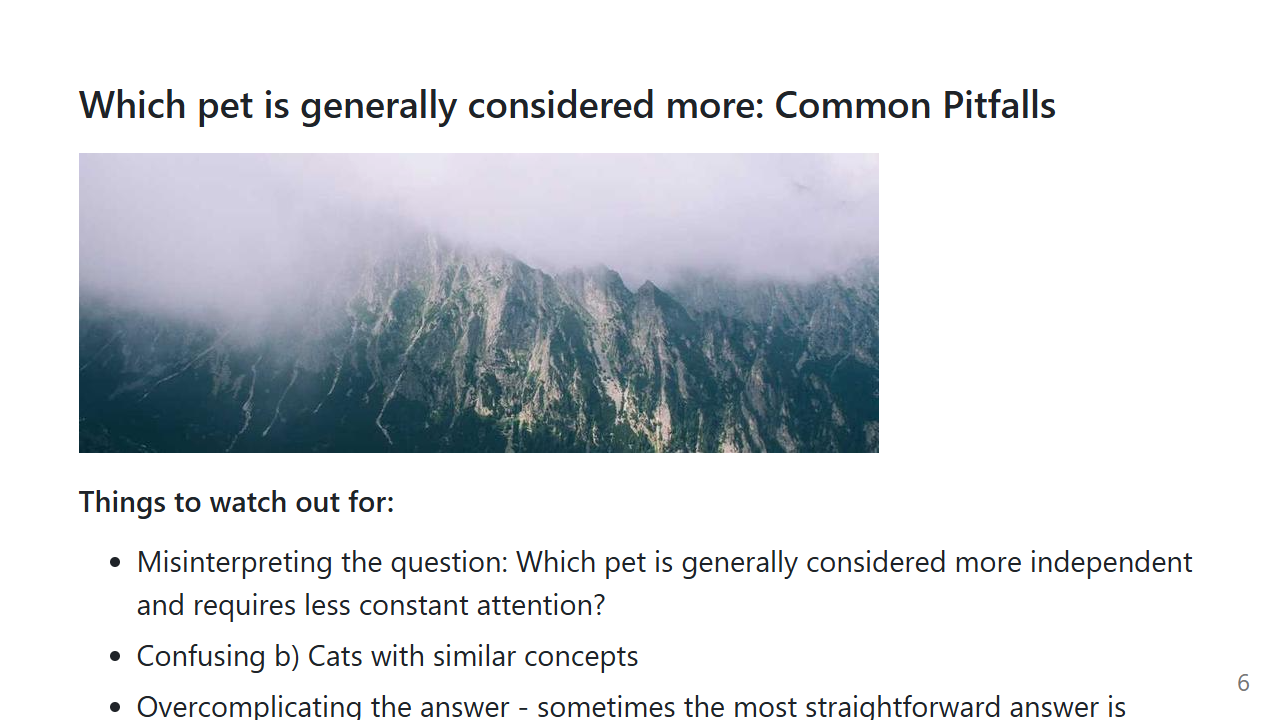 Which pet is generally considered more: Common Pitfalls
Things to watch out for:
• Misinterpreting the question: Which pet is generally considered more independent
and requires less constant attention?
• Confusing b) Cats with similar concepts
• Overcomplicating the answer - sometimes the most straightforward answer is
6